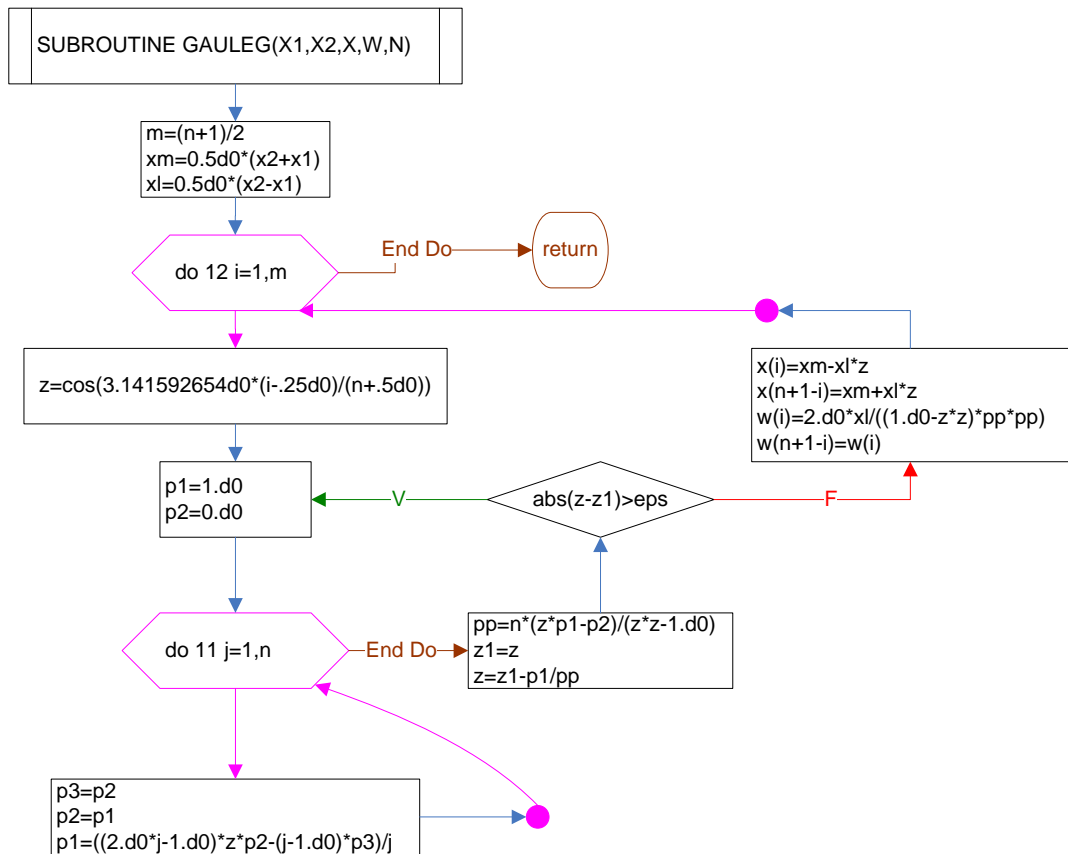 SUBROUTINE GAULEG(X1,X2,X,W,N)
m=(n+1)/2
xm=0.5d0*(x2+x1)
xl=0.5d0*(x2-x1)
End Do
return
do 12 i=1,m
z=cos(3.141592654d0*(i-.25d0)/(n+.5d0))
x(i)=xm-xl*z
x(n+1-i)=xm+xl*z
w(i)=2.d0*xl/((1.d0-z*z)*pp*pp)
w(n+1-i)=w(i)
p1=1.d0
p2=0.d0
V
abs(z-z1)>eps
F
do 11 j=1,n
End Do
pp=n*(z*p1-p2)/(z*z-1.d0)
z1=z
z=z1-p1/pp
p3=p2
p2=p1
p1=((2.d0*j-1.d0)*z*p2-(j-1.d0)*p3)/j